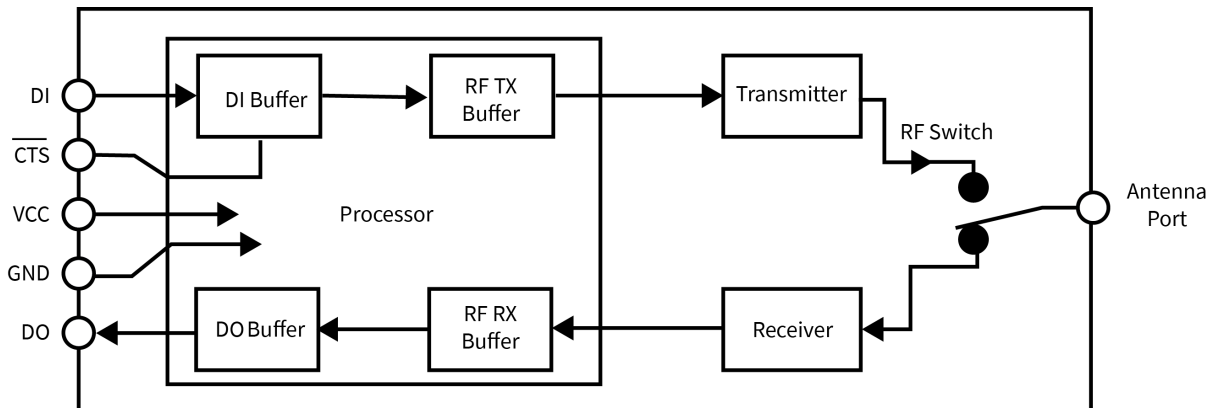 DI
DI Buffer
RF TX
Buffer
Transmitter
RF Switch
CTS
VCC
Processor
Antenna
Port
GND
DO
DO Buffer
RF RX
Buffer
Receiver